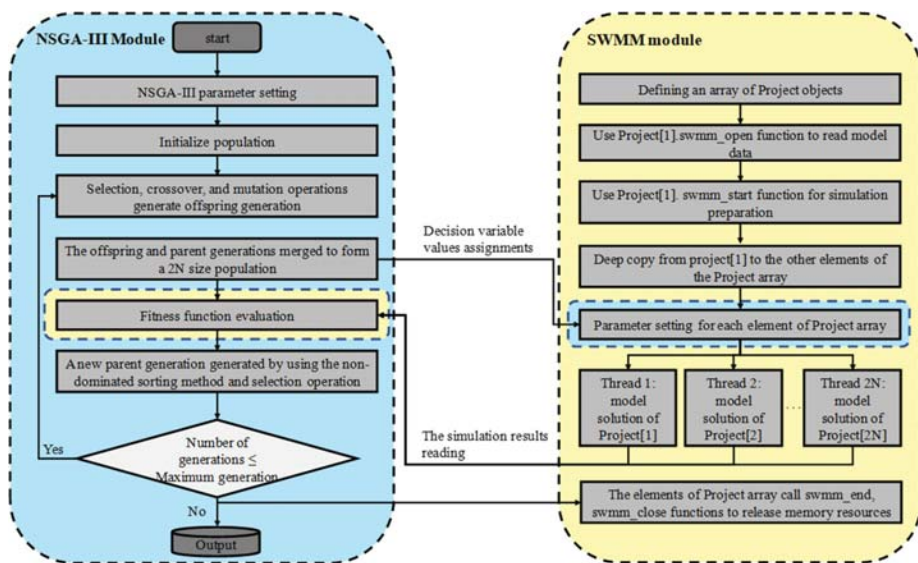 NSGA-III Module
start
NSGA-III parameter setting
Initialize population
Selection, crossover, and mutation operations
generate offspring generation
The offspring and parent generations merged to form
a 2N size population
Fitness function evaluation
A new parent generation generated by using the non-
dominated sorting method and selection operation
Number of
generations ≤
Maximum generation
Yes
No
Output
Decision variable
values assignments
The simulation results
reading
SWMM module
Defining an array of Project objects
Use Project[1].swmm_open function to read model
data
Use Project[1]. swmm_start function for simulation
preparation
Deep copy from project[1] to the other elements
of the Project array
Parameter setting for each element of Project array
Thread 1:
model
solution of
Project[1]
Thread 2:
model
solution of
Project[2]
......
Thread 2N:
model
solution of
Project[2N]
The elements of Project array call swmm_end,
swmm_close functions to release memory resources